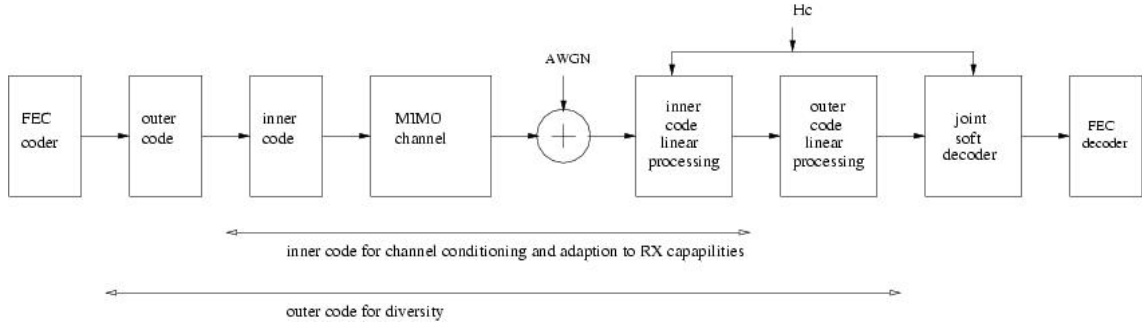 Hc
AWGN
FEC
coder
outer
code
inner
code
MIMO
channel
inner
code
linear
processing
outer
code
linear
processing
joint
soft
decoder
FEC
decoder
inner code for channel conditioning and adaption to RX capapilities
outer code for diversity